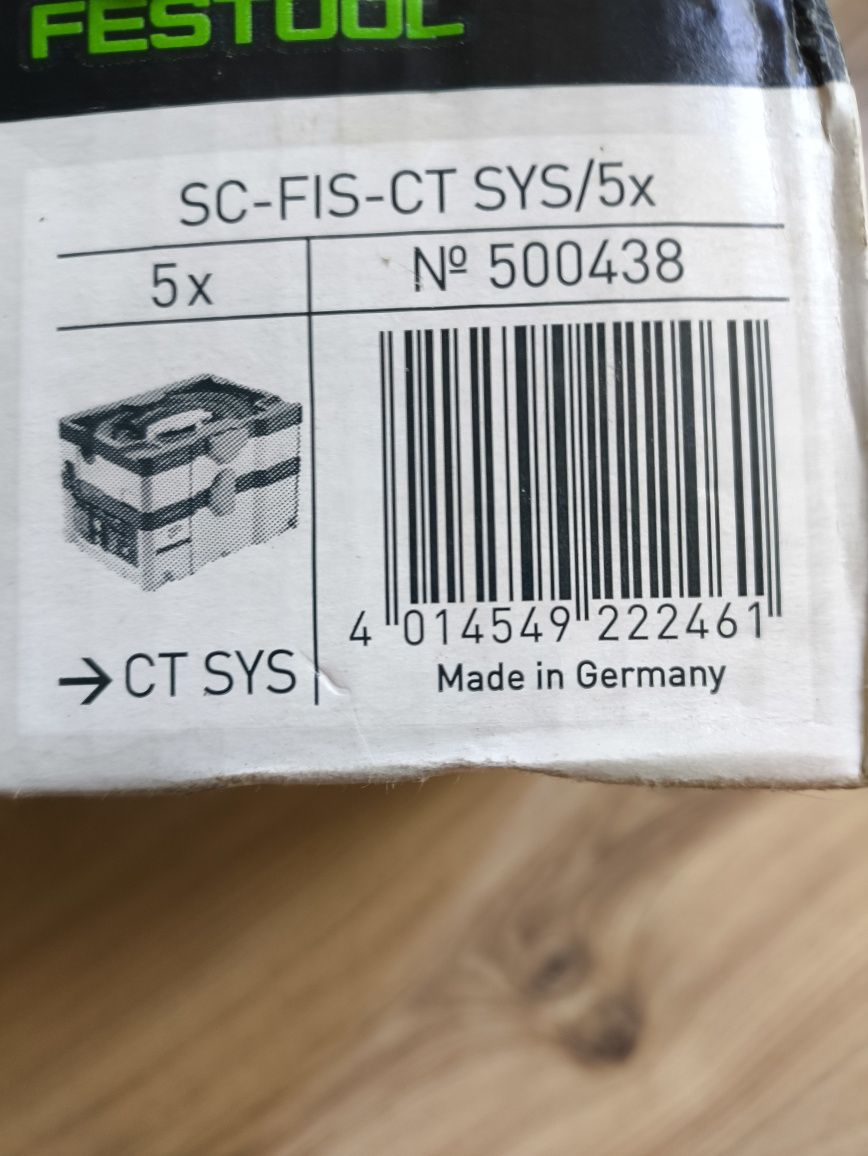 FESTOOL
SC-FIS-CT SYS/5x
5x
Nº 500438
4 014549 222461
→ CT SYS
Made in Germany